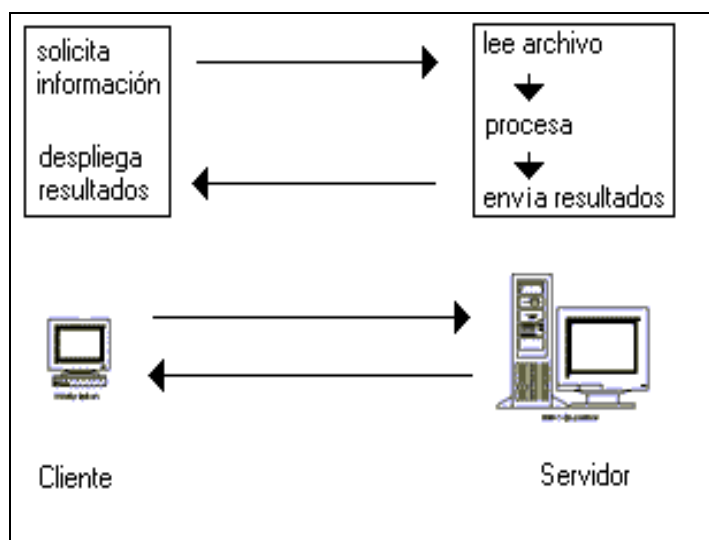 solicita
información
despliega
resultados
lee archivo
procesa
envia resultados
Cliente
Servidor